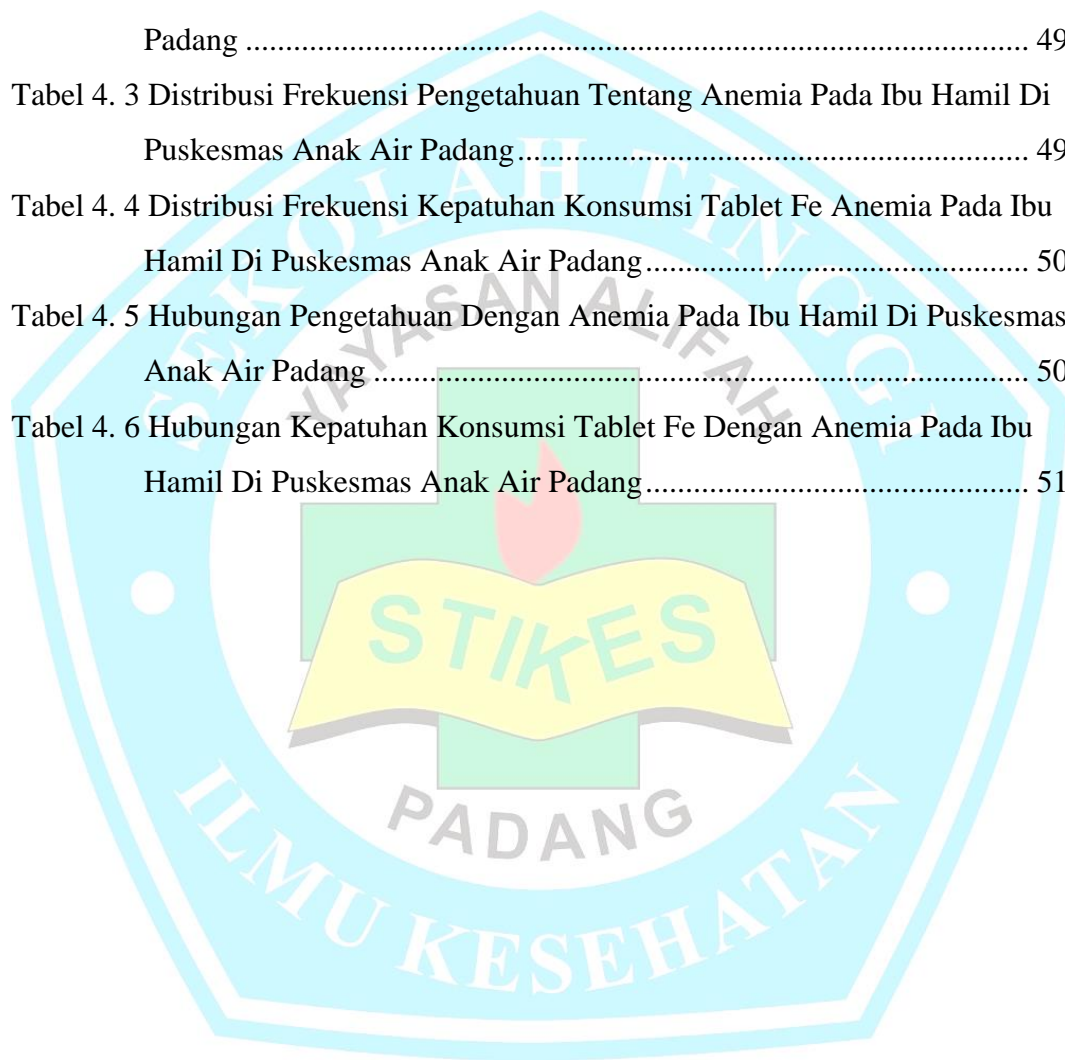 Padang ................................................................................................ 49
Tabel 4. 3 Distribusi Frekuensi Pengetahuan Tentang Anemia Pada Ibu Hamil Di
Puskesmas Anak Air Padang ............................................................... 49
Tabel 4. 4 Distribusi Frekuensi Kepatuhan Konsumsi Tablet Fe Anemia Pada Ibu
Hamil Di Puskesmas Anak Air Padang ............................................... 50
Tabel 4. 5 Hubungan Pengetahuan Dengan Anemia Pada Ibu Hamil Di Puskesmas
Anak Air Padang ................................................................................ 50
Tabel 4. 6 Hubungan Kepatuhan Konsumsi Tablet Fe Dengan Anemia Pada Ibu
Hamil Di Puskesmas Anak Air Padang ............................................... 51
SEKOLAH TINGGI
YAYASAN ALIFAH
STIKES
PADANG
ILMU KESEHATAN